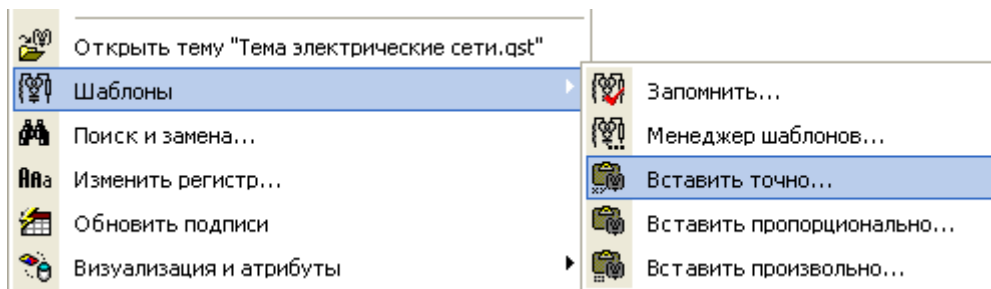 Открыть тему "Тема электрические сети.qst"
Шаблоны
Поиск и замена...
Изменить регистр...
Обновить подписи
Визуализация и атрибуты
Запомнить...
Менеджер шаблонов...
Вставить точно...
Вставить пропорционально...
Вставить произвольно...